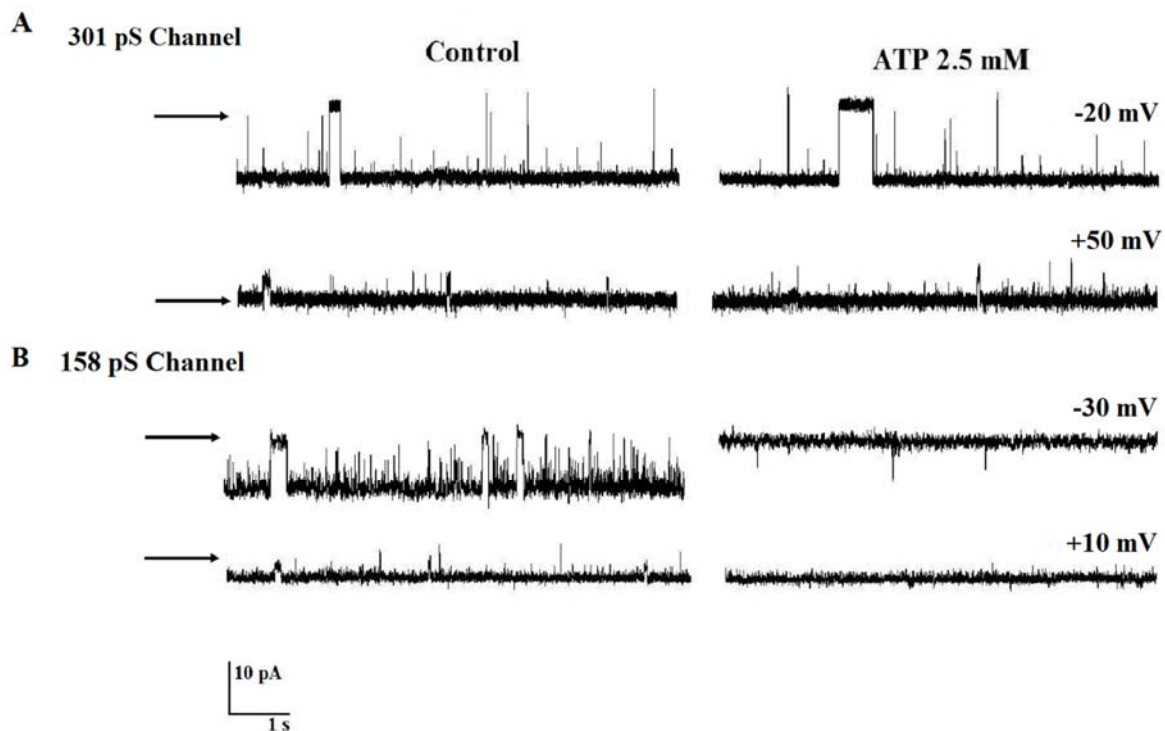 A
301 pS Channel
Control
ATP 2.5 mM
-20 mV
+50 mV
B
158 pS Channel
-30 mV
+10 mV
10 pA
1 s